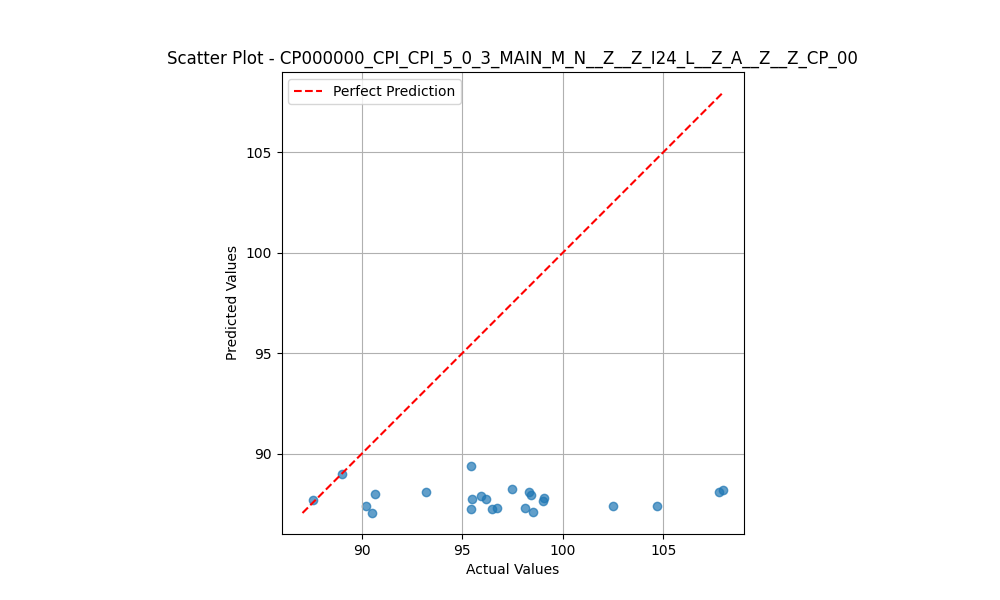 Scatter Plot - CP000000_CPI_CPI_5_0_3_MAIN_M_N__Z__Z_I24_L__Z_A__Z__Z_CP_00
Perfect Prediction
105
100
95
90
Predicted Values
90 95 100 105
Actual Values